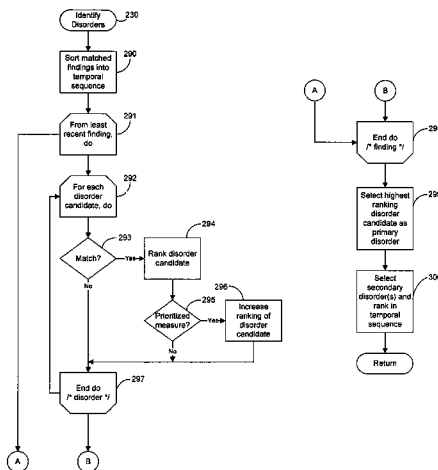 Identify
Disorders
230
290
Sort matched
findings into
temporal
sequence
291
From least
recent finding,
do
292
For each
disorder
candidate, do
293
Match?
Yes
No
294
Rank disorder
candidate
295
Prioritized
measure?
Yes
No
296
Increase
ranking of
disorder
candidate
297
End do
/* disorder */
A
B
A
B
End do
/* finding */
Select highest
ranking
disorder
candidate as
primary
disorder
Select
secondary
disorder(s) and
rank in
temporal
sequence
Return